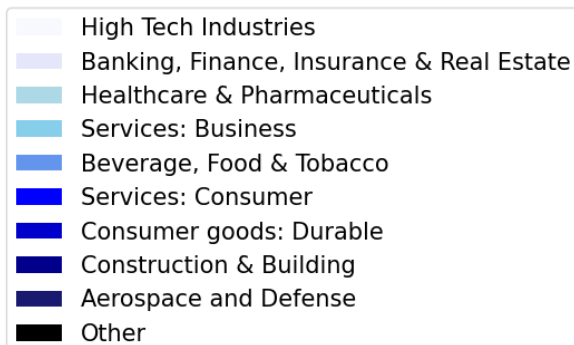 High Tech Industries
Banking, Finance, Insurance & Real Estate
Healthcare & Pharmaceuticals
Services: Business
Beverage, Food & Tobacco
Services: Consumer
Consumer goods: Durable
Construction & Building
Aerospace and Defense
Other